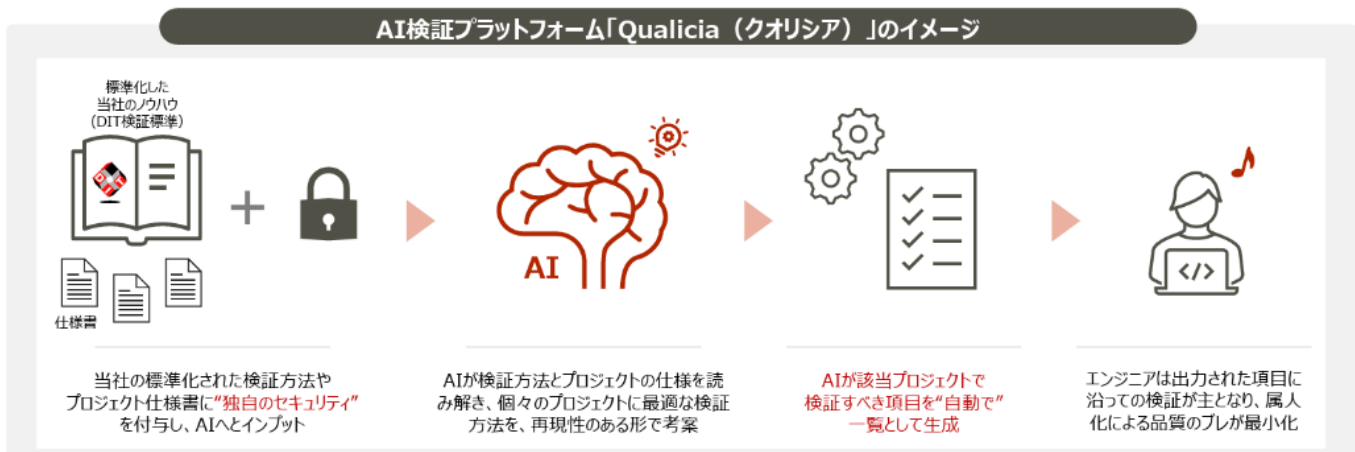 AI検証プラットフォーム「Qualicia（クオリシア）」のイメージ
標準化した
当社のノウハウ
（DIT検証標準）
DIT
仕様書
AI
</>
当社の標準化された検証方法や
プロジェクト仕様書に“独自のセキュリティ”
を付与し、AIへとインプット
AIが検証方法とプロジェクトの仕様を読
み解き、個々のプロジェクトに最適な検証
方法を、再現性のある形で考案
AIが該当プロジェクトで
検証すべき項目を“自動で”
一覧として生成
エンジニアは出力された項目に
沿っての検証が主となり、属人
化による品質のブレが最小化